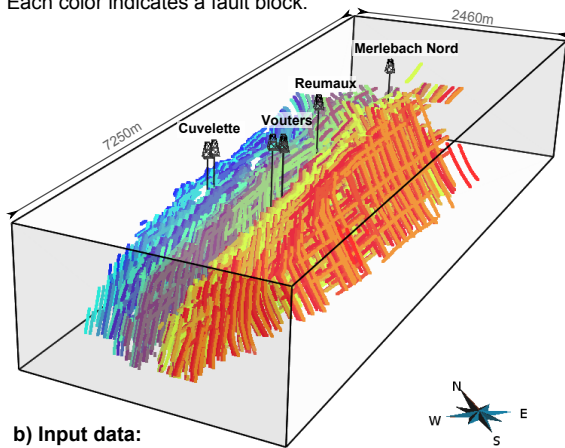 Each color indicates a fault block.
2460m
Merlebach Nord
Reumaux
7250m
Vouters
Cuvelette
N
W E
S
b) Input data: